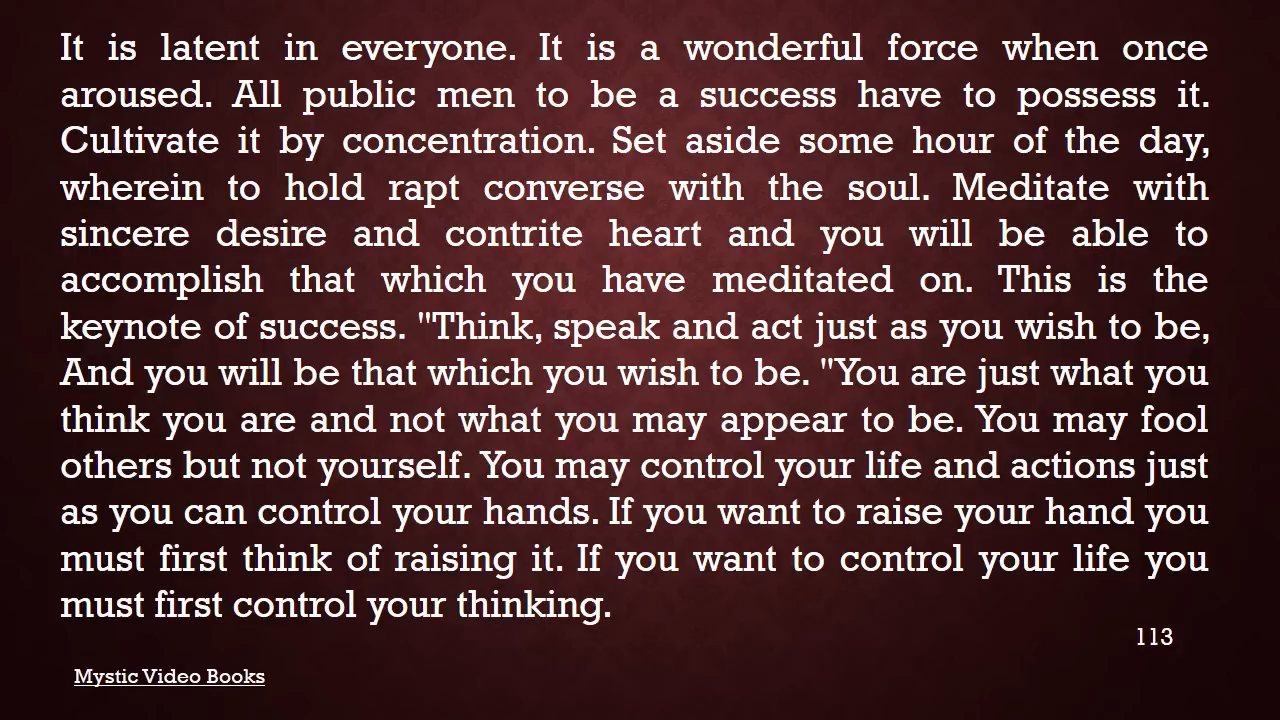 It is latent in everyone. It is a wonderful force when once
aroused. All public men to be a success have to possess it.
Cultivate it by concentration. Set aside some hour of the day,
wherein to hold rapt converse with the soul. Meditate with
sincere desire and contrite heart and you will be able to
accomplish that which you have meditated on. This is the
keynote of success. "Think, speak and act just as you wish to be,
And you will be that which you wish to be. "You are just what you
think you are and not what you may appear to be. You may fool
others but not yourself. You may control your life and actions just
as you can control your hands. If you want to raise your hand you
must first think of raising it. If you want to control your life you
must first control your thinking.
113
Mystic Video Books